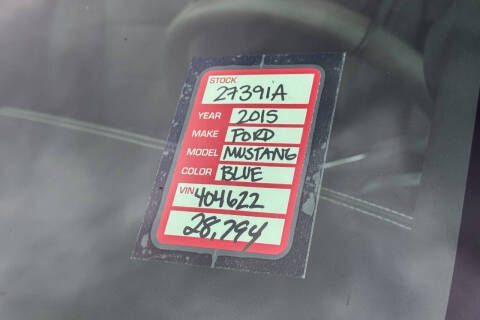 STOCK
27391A
YEAR 2015
MAKE FORD
MODEL MUSTANG
COLOR BLUE
VIN 404622
28,794